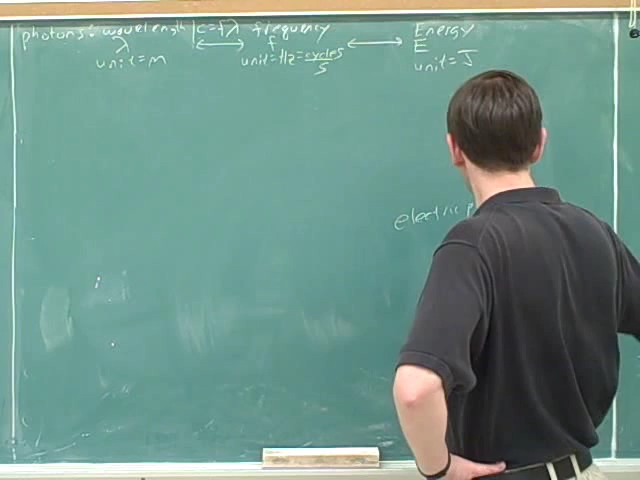 photons: wavelength c=fλ frequency Energy
λ ⟷ f ⟷ E
unit=m unit=Hz=cycles/s unit=J
electric